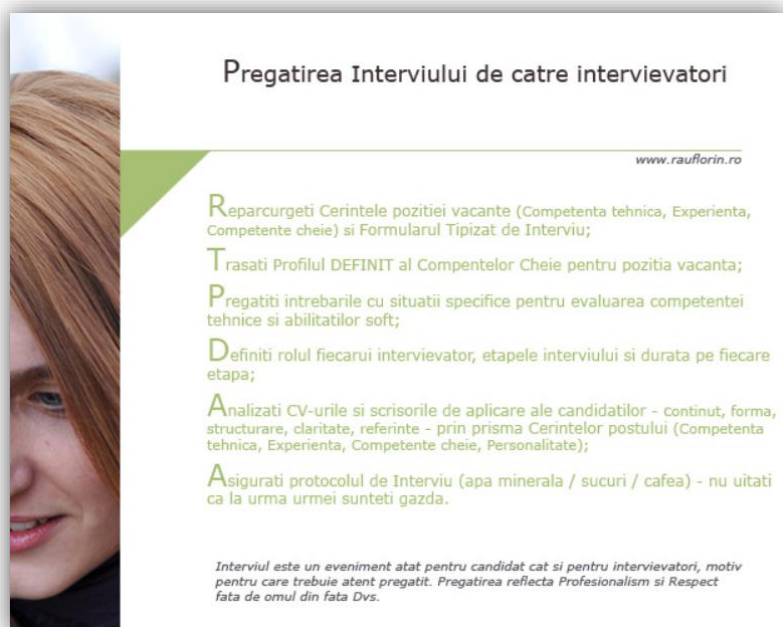 Pregatirea Interviului de catre intervievatori
www.rauflorin.ro
Reparcurgeti Cerintele pozitiei vacante (Competenta tehnica, Experienta,
Competente cheie) si Formularul Tipizat de Interviu;
Trasati Profilul DEFINIT al Compentelor Cheie pentru pozitia vacanta;
Pregatiti intrebarile cu situatii specifice pentru evaluarea competentei
tehnice si abilitatilor soft;
Definiti rolul fiecarui intervievator, etapele interviului si durata pe fiecare
etapa;
Analizati CV-urile si scrisorile de aplicare ale candidatilor - continut, forma,
structurare, claritate, referinte - prin prisma Cerintelor postului (Competenta
tehnica, Experienta, Competente cheie, Personalitate);
Asigurati protocolul de Interviu (apa minerala / sucuri / cafea) - nu uitati
ca la urma urmei sunteti gazda.
Interviul este un eveniment atat pentru candidat cat si pentru intervievatori, motiv
pentru care trebuie atent pregatit. Pregatirea reflecta Profesionalism si Respect
fata de omul din fata Dvs.